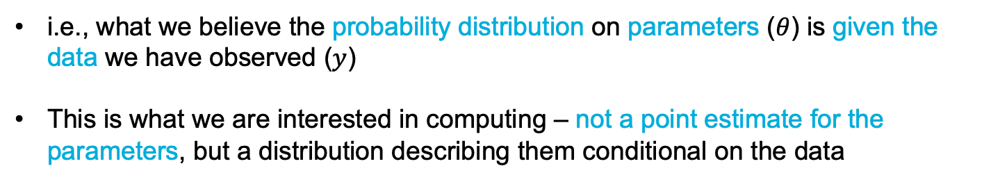 • i.e., what we believe the probability distribution on parameters (θ) is given the
data we have observed (y)
• This is what we are interested in computing – not a point estimate for the
parameters, but a distribution describing them conditional on the data